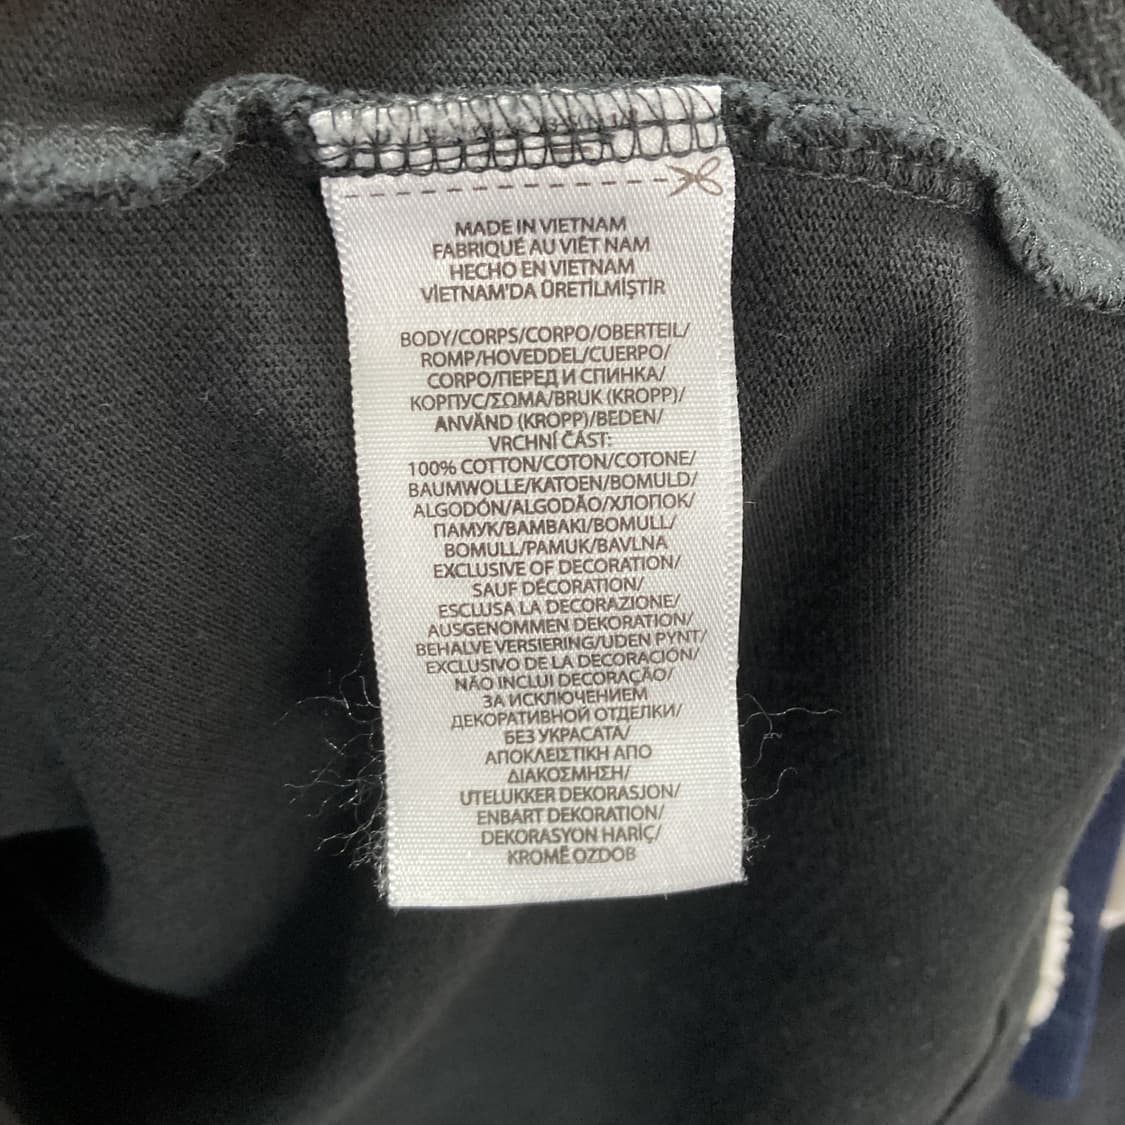 MADE IN VIETNAM
FABRIQUÉ AU VIÊT NAM
HECHO EN VIETNAM
VİETNAM'DA ÜRETİLMİŞTİR
BODY/CORPS/CORPO/OBERTEIL/
ROMP/HOVEDDEL/CUERPO/
CORPO/ПЕРЕД И СПИНКА/
КОРПУС/ΣΩΜΑ/BRUK (KROPP)/
ANVÄND (KROPP)/BEDEN/
VRCHNÍ ČÁST:
100% COTTON/COTON/COTONE/
BAUMWOLLE/KATOEN/BOMULD/
ALGODÓN/ALGODÃO/ХЛОПОК/
ПАМУК/ΒΑΜΒΑΚΙ/BOMULL/
BOMULL/PAMUK/BAVLNA
EXCLUSIVE OF DECORATION/
SAUF DÉCORATION/
ESCLUSA LA DECORAZIONE/
AUSGENOMMEN DEKORATION/
BEHALVE VERSIERING/UDEN PYNT/
EXCLUSIVO DE LA DECORACIÓN/
NÃO INCLUI DECORAÇÃO/
ЗА ИСКЛЮЧЕНИЕМ
ДЕКОРАТИВНОЙ ОТДЕЛКИ/
БЕЗ УКРАСАТА/
ΑΠΟΚΛΕΙΣΤΙΚΗ ΑΠΟ
ΔΙΑΚΟΣΜΗΣΗ/
UTELUKKER DEKORASJON/
ENBART DEKORATION/
DEKORASYON HARİÇ/
KROMĚ OZDOB